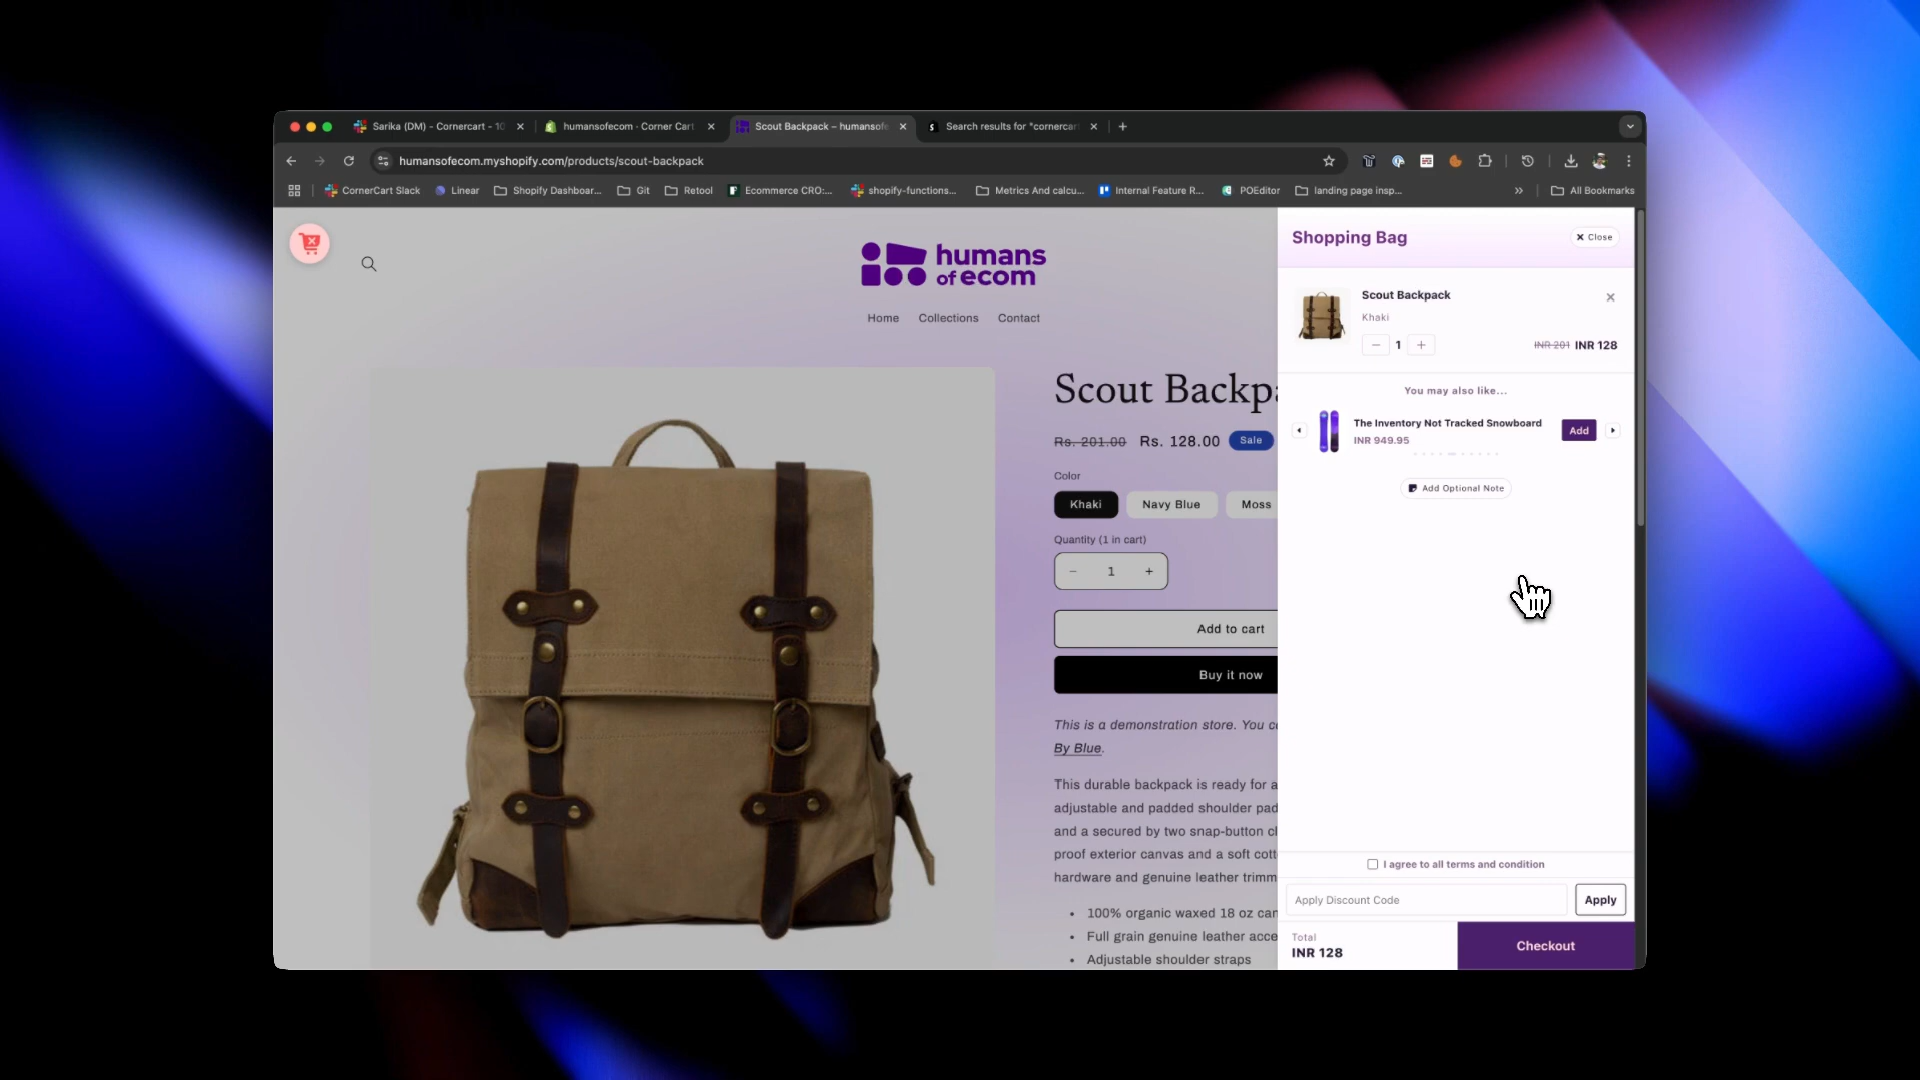 Sarika (DM) - Cornercart - 10
humansofecom · Corner Cart
Scout Backpack – humansofe
Search results for "cornercar
humansofecom.myshopify.com/products/scout-backpack
CornerCart Slack
Linear
Shopify Dashboar...
Git
Retool
Ecommerce CRO:...
shopify-functions...
Metrics And calcu...
Internal Feature R...
POEditor
landing page insp...
All Bookmarks
humans
of ecom
Home
Collections
Contact
Scout Backpa
Rs. 201.00 Rs. 128.00 Sale
Color
Khaki
Navy Blue
Moss
Quantity (1 in cart)
− 1 +
Add to cart
Buy it now
This is a demonstration store. You c
By Blue.
This durable backpack is ready for a
adjustable and padded shoulder pad
and a secured by two snap-button cl
proof exterior canvas and a soft cott
hardware and genuine leather trimm
• 100% organic waxed 18 oz can
• Full grain genuine leather acce
• Adjustable shoulder straps
Shopping Bag
× Close
Scout Backpack
Khaki
− 1 +
INR 201 INR 128
You may also like...
The Inventory Not Tracked Snowboard
INR 949.95
Add
Add Optional Note
I agree to all terms and condition
Apply Discount Code
Apply
Total
INR 128
Checkout